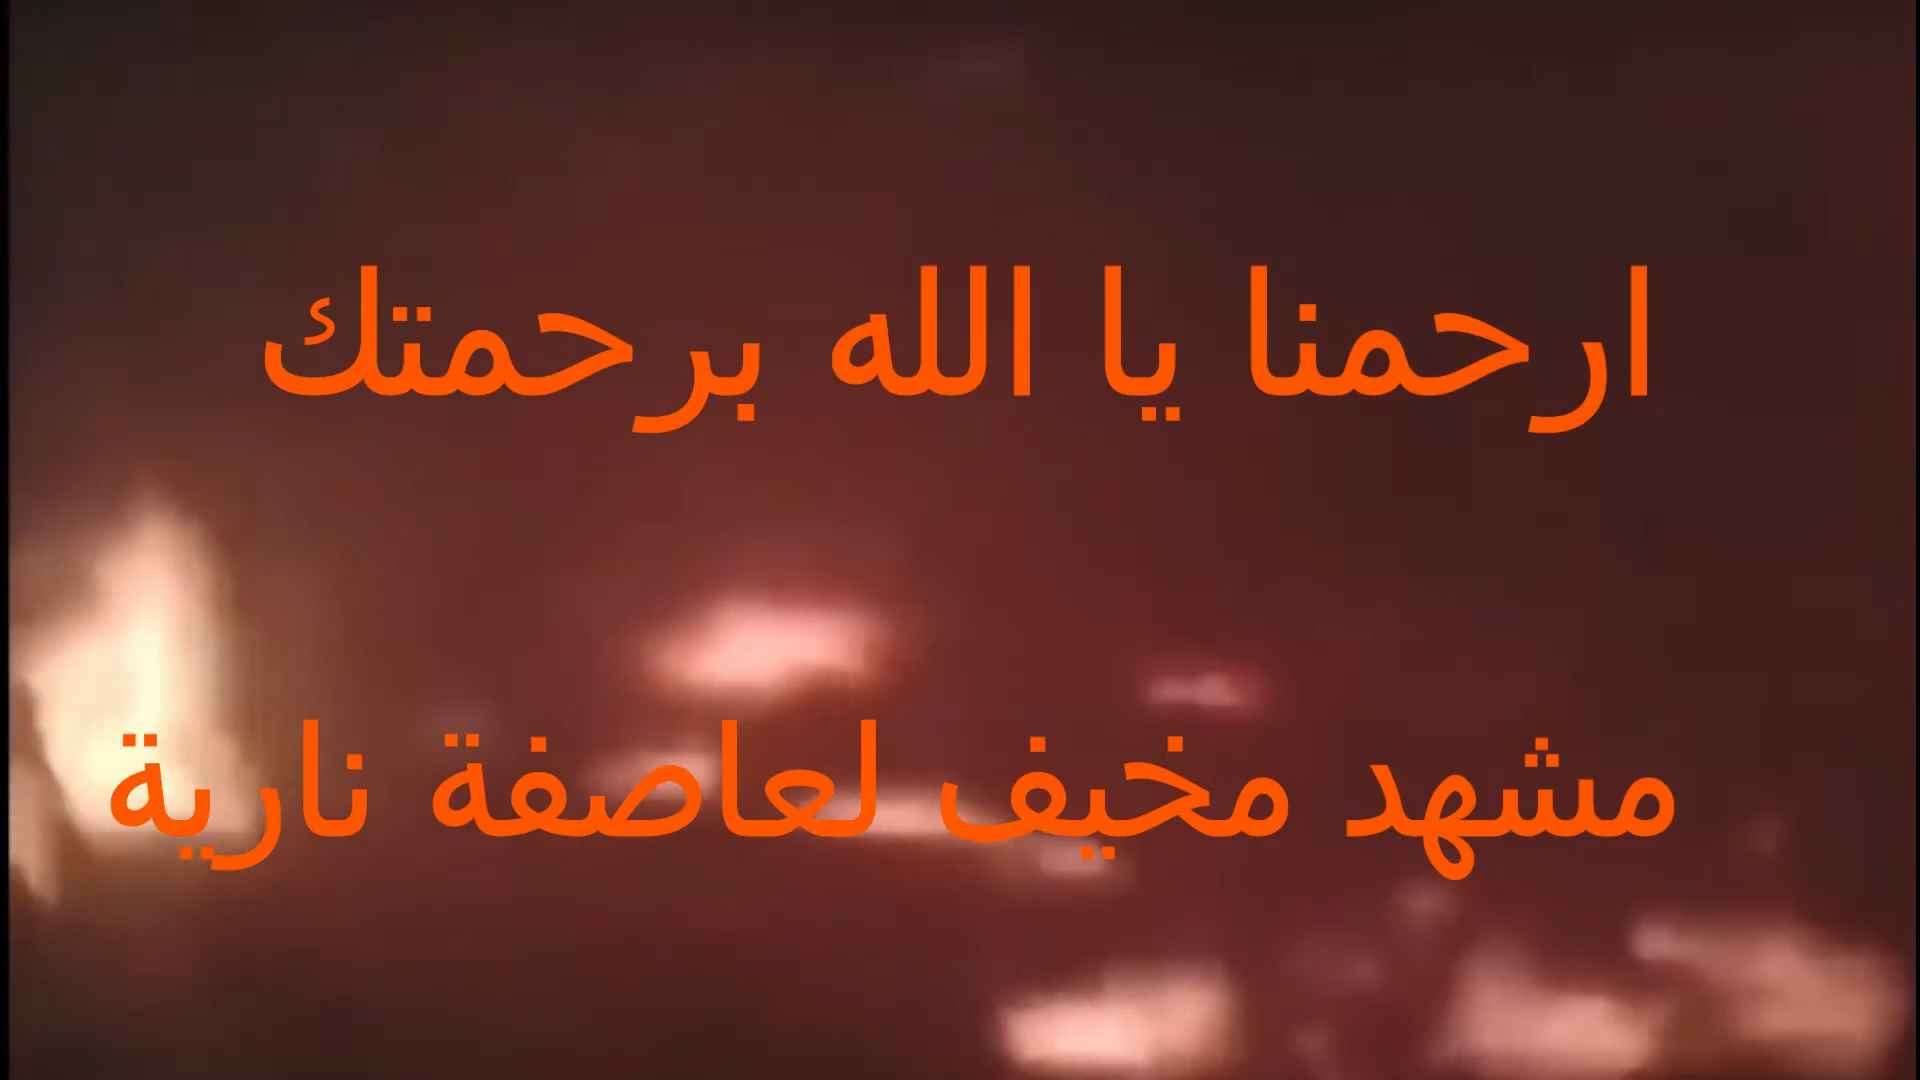 ارحمنا يا الله برحمتك
مشهد مخيف لعاصفة نارية